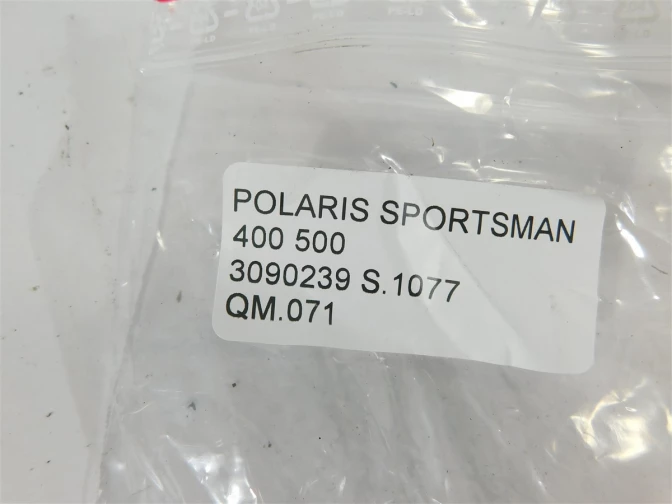 POLARIS SPORTSMAN
400 500
3090239 S.1077
QM.071